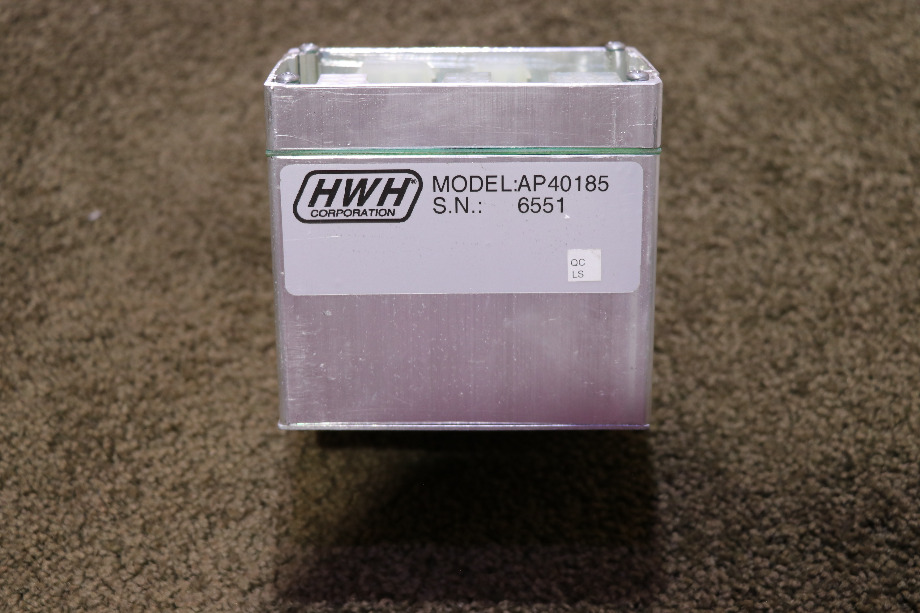 HWH®
CORPORATION
MODEL:AP40185
S.N.: 6551
QC
LS